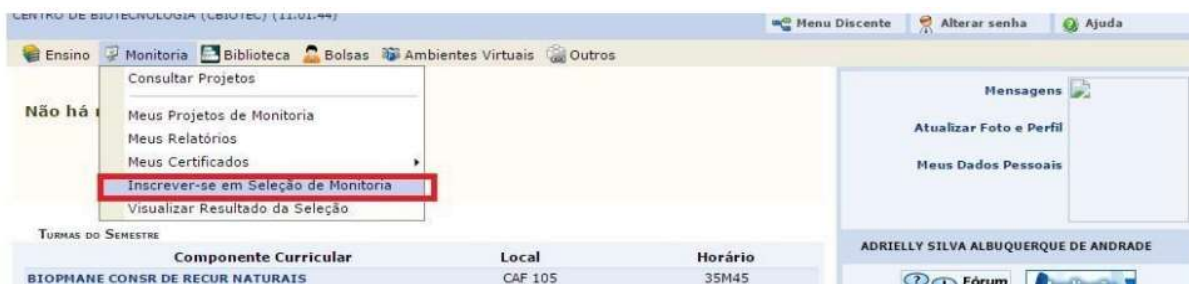 CENTRO DE BIOTECNOLOGIA (CBIOTEC) (11.01.44)
Menu Discente Alterar senha Ajuda
Ensino Monitoria Biblioteca Bolsas Ambientes Virtuais Outros
Consultar Projetos
Não há
Meus Projetos de Monitoria
Meus Relatórios
Meus Certificados
Inscrever-se em Seleção de Monitoria
Visualizar Resultado da Seleção
Mensagens
Atualizar Foto e Perfil
Meus Dados Pessoais
TURMAS DO SEMESTRE
Componente Curricular Local Horário
BIOPMANE CONSR DE RECUR NATURAIS CAF 105 35M45
ADRIELLY SILVA ALBUQUERQUE DE ANDRADE
Fórum